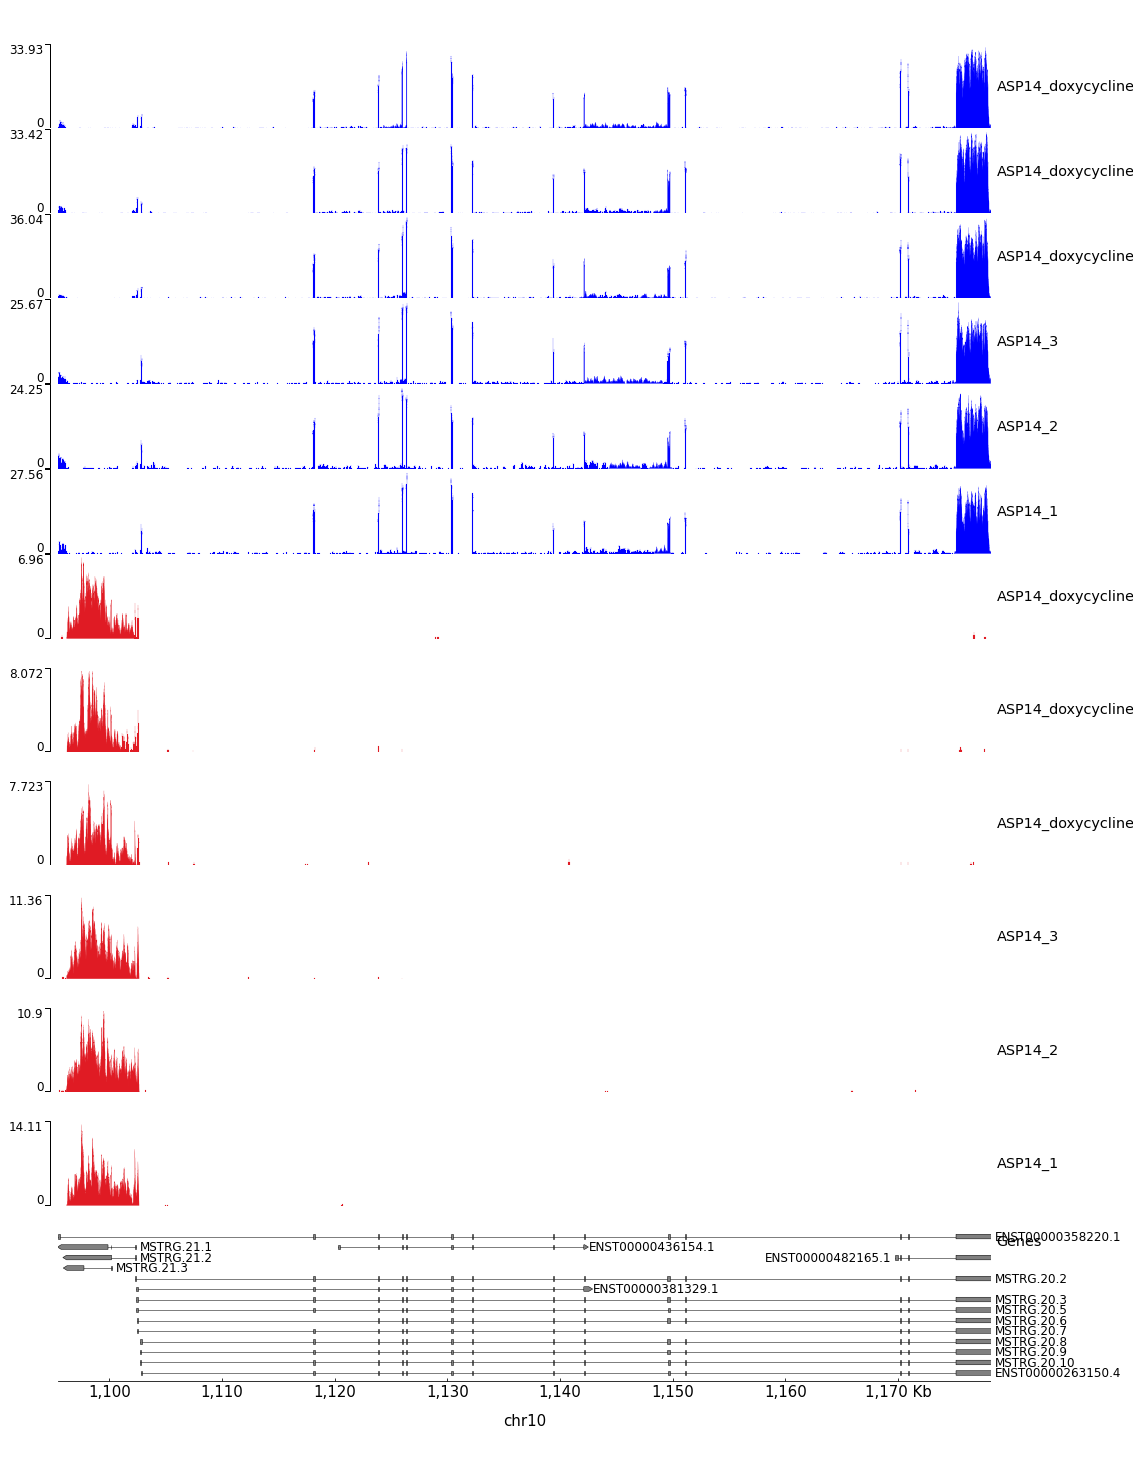 33.93
ASP14_doxycycline
0
33.42
ASP14_doxycycline
0
36.04
ASP14_doxycycline
0
25.67
ASP14_3
0
24.25
ASP14_2
0
27.56
ASP14_1
0
6.96
ASP14_doxycycline
0
8.072
ASP14_doxycycline
0
7.723
ASP14_doxycycline
0
11.36
ASP14_3
0
10.9
ASP14_2
0
14.11
ASP14_1
0
ENST00000358220.1
Genes
MSTRG.21.1 ENST00000436154.1
MSTRG.21.2 ENST00000482165.1
MSTRG.21.3
MSTRG.20.2
ENST00000381329.1
MSTRG.20.3
MSTRG.20.5
MSTRG.20.6
MSTRG.20.7
MSTRG.20.8
MSTRG.20.9
MSTRG.20.10
ENST00000263150.4
1,100 1,110 1,120 1,130 1,140 1,150 1,160 1,170 Kb
chr10